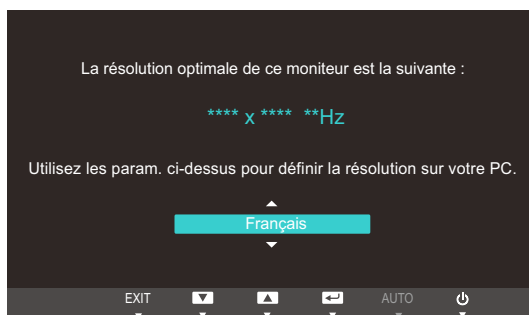 La résolution optimale de ce moniteur est la suivante :
**** x **** **Hz
Utilisez les param. ci-dessus pour définir la résolution sur votre PC.
Français
EXIT
AUTO